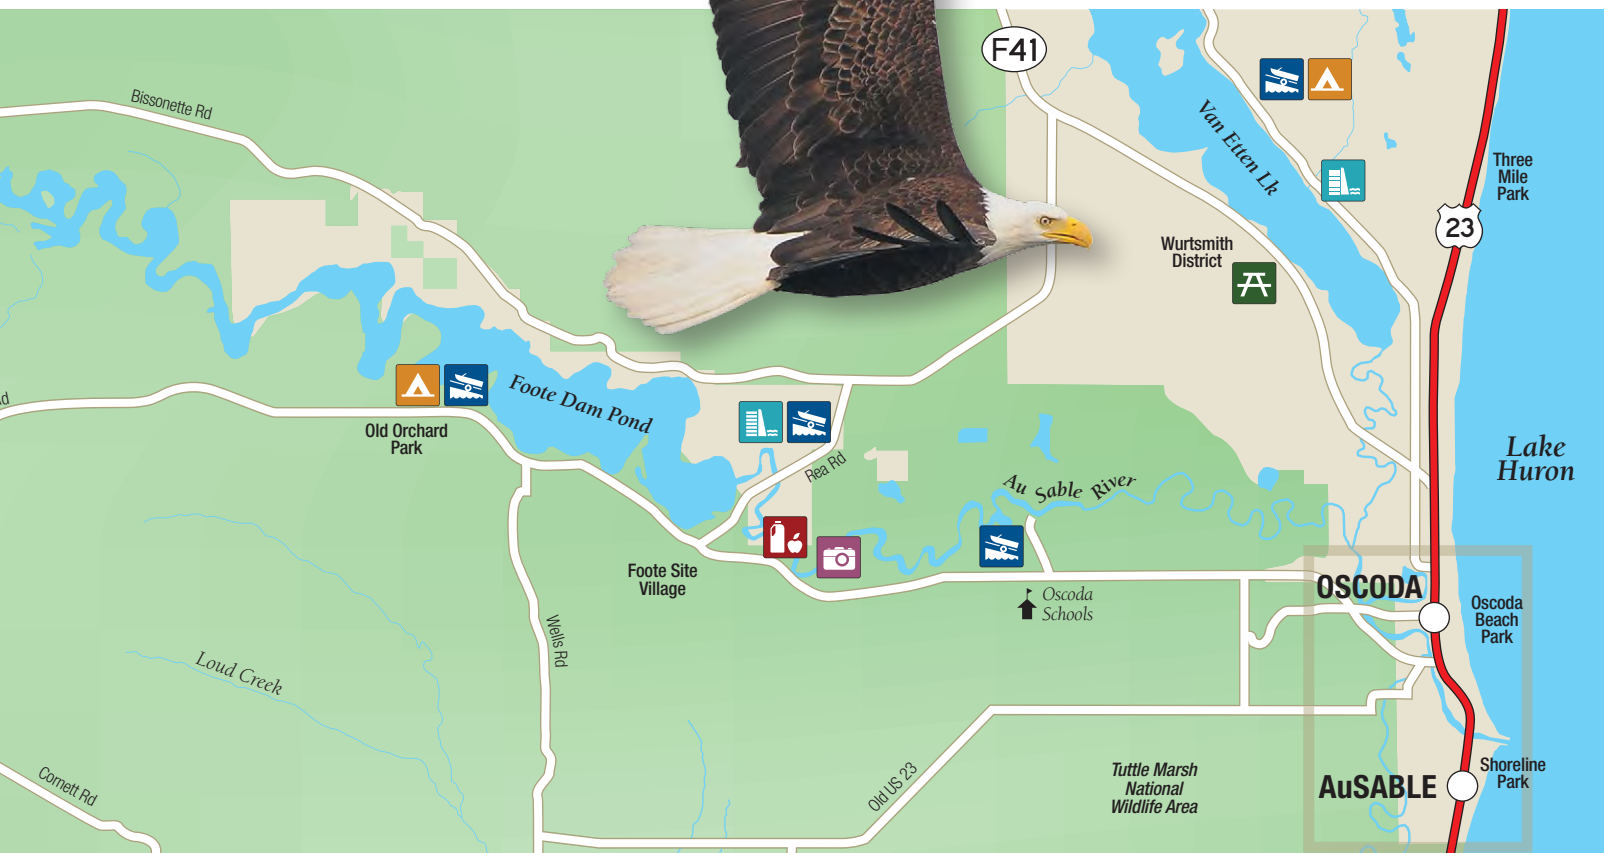 F41
Bissonette Rd
Van Etten Lk
Three
Mile
Park
23
Wurtsmith
District
Foote Dam Pond
Old Orchard
Park
Rea Rd
Au Sable River
Lake
Huron
Foote Site
Village
Oscoda
Schools
OSCODA
Oscoda
Beach
Park
Wells Rd
Loud Creek
Cornett Rd
Old US 23
Tuttle Marsh
National
Wildlife Area
AuSABLE
Shoreline
Park